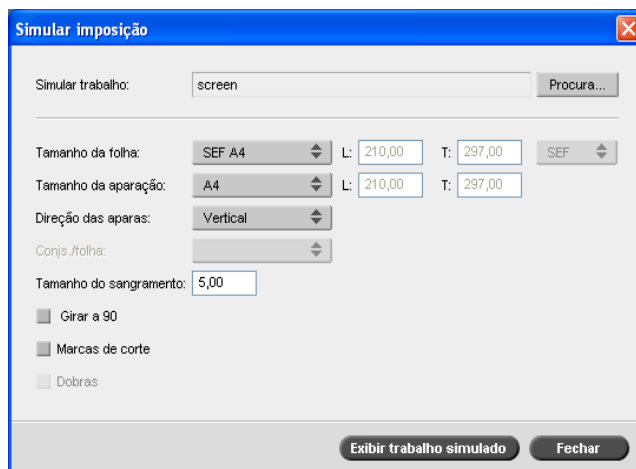 Simular imposição
Simular trabalho: screen Procura...
Tamanho da folha: SEF A4 L: 210,00 T: 297,00 SEF
Tamanho da aparação: A4 L: 210,00 T: 297,00
Direção das aparas: Vertical
Conjs./folha:
Tamanho do sangramento: 5,00
Girar a 90
Marcas de corte
Dobras
Exibir trabalho simulado Fechar